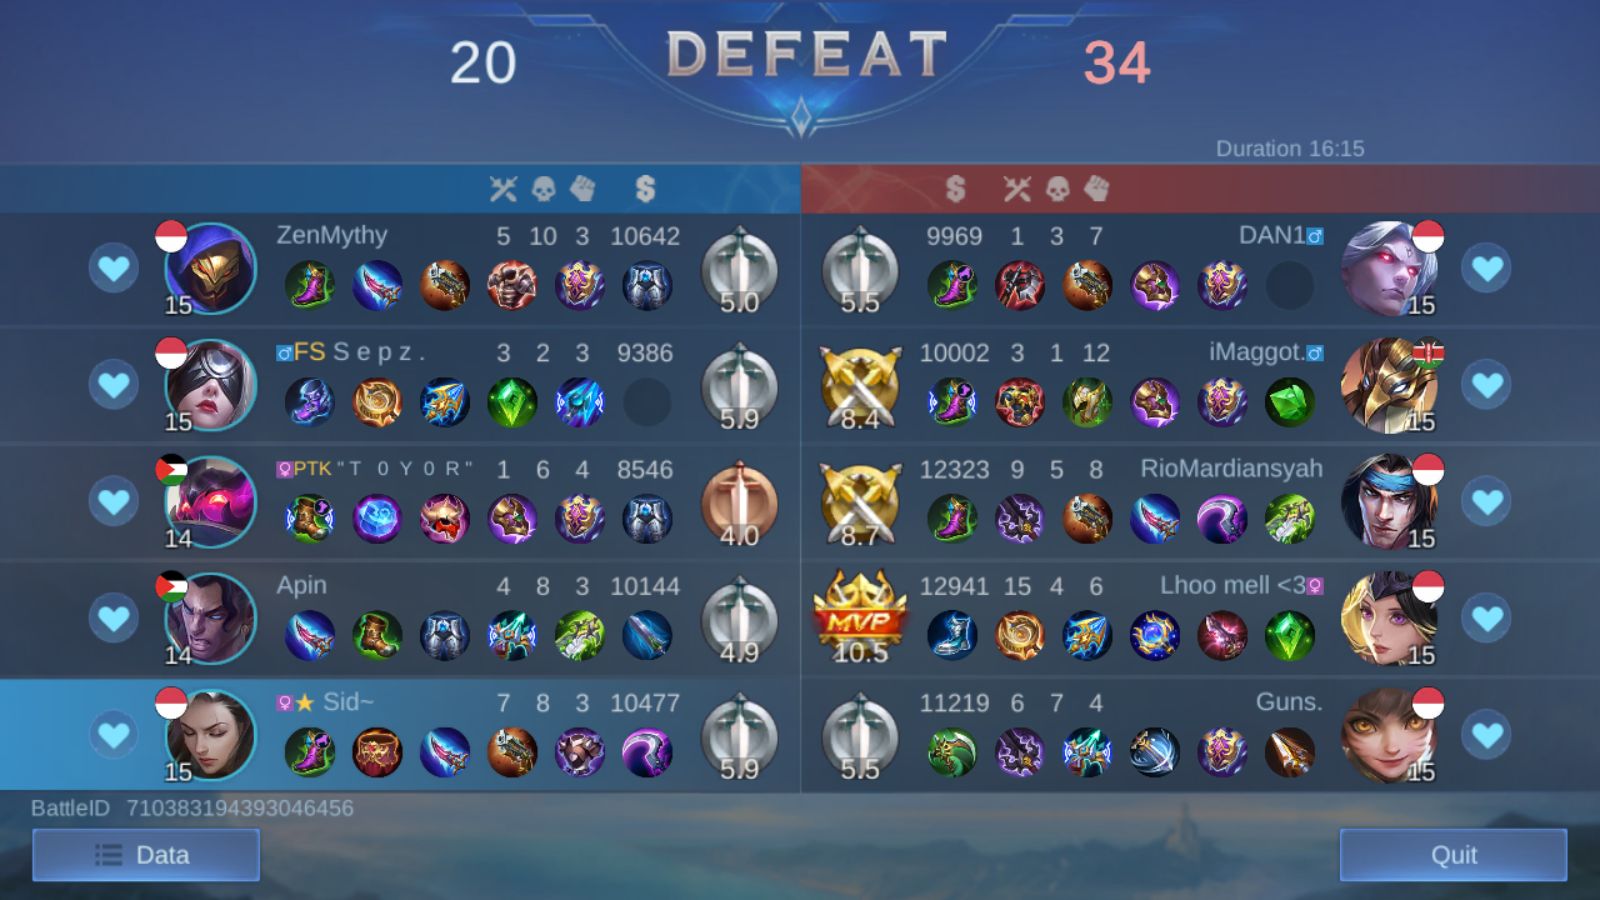 20 DEFEAT 34
Duration 16:15
ZenMythy 5 10 3 10642
15 5.0
9969 1 3 7 DAN1♂
5.5 15
♂FS S e p z . 3 2 3 9386
15 5.9
10002 3 1 12 iMaggot.♂
8.4 15
♀PTK "T 0 Y 0 R" 1 6 4 8546
14 4.0
12323 9 5 8 RioMardiansyah
8.7 15
Apin 4 8 3 10144
14 4.9
12941 15 4 6 Lhoo mell <3♀
MVP
10.5 15
♀★ Sid~ 7 8 3 10477
15 5.9
11219 6 7 4 Guns.
5.5 15
BattleID 710383194393046456
Data Quit